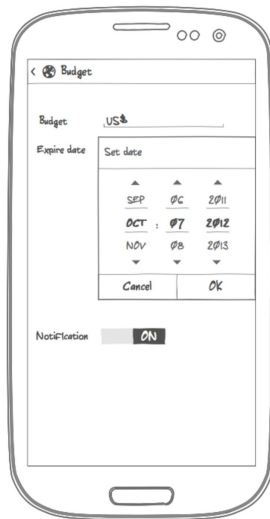 < Budget
Budget US$
Expire date
Set date
SEP 06 2011
OCT : 07 2012
NOV 08 2013
Cancel OK
Notification ON